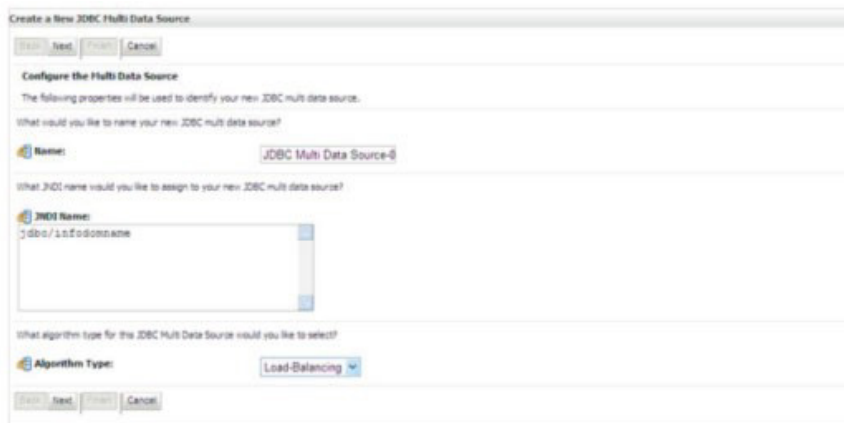 Create a New JDBC Multi Data Source
Back Next Finish Cancel
Configure the Multi Data Source
The following properties will be used to identify your new JDBC multi data source.
What would you like to name your new JDBC multi data source?
Name:
JDBC Multi Data Source-0
What JNDI name would you like to assign to your new JDBC multi data source?
JNDI Name:
jdbc/infodomname
What algorithm type for this JDBC Multi Data Source would you like to select?
Algorithm Type:
Load-Balancing
Back Next Finish Cancel